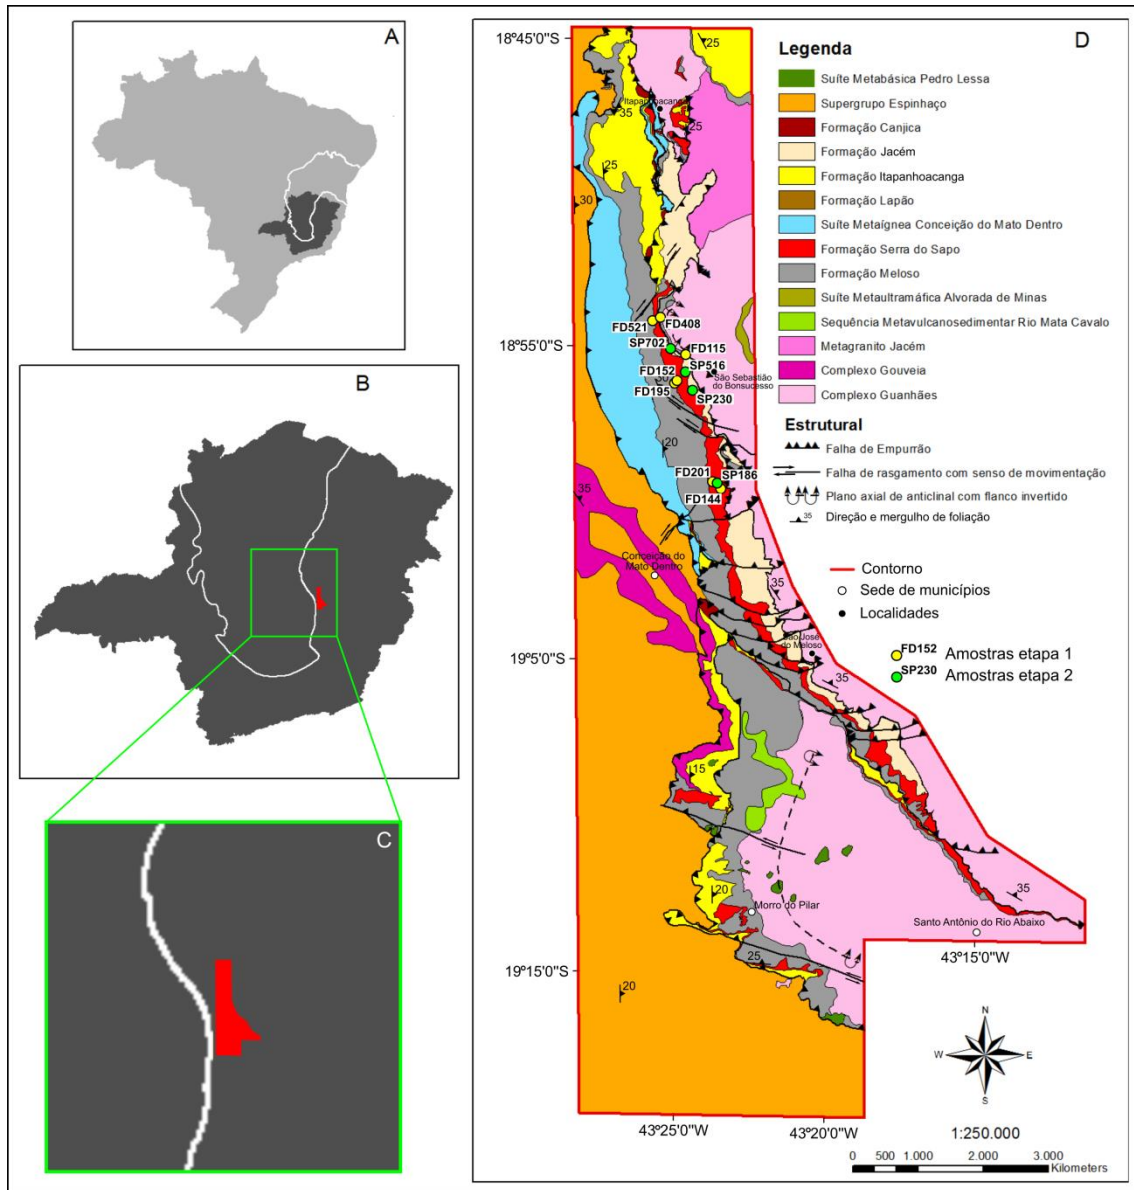 A
B
C
D
18°45'0"S
18°55'0"S
19°5'0"S
19°15'0"S
43°25'0"W
43°20'0"W
43°15'0"W
Legenda
Suíte Metabásica Pedro Lessa
Supergrupo Espinhaço
Formação Canjica
Formação Jacém
Formação Itapanhoacanga
Formação Lapão
Suíte Metaígnea Conceição do Mato Dentro
Formação Serra do Sapo
Formação Meloso
Suíte Metaultramáfica Alvorada de Minas
Sequência Metavulcanosedimentar Rio Mata Cavalo
Metagranito Jacém
Complexo Gouveia
Complexo Guanhães
Estrutural
Falha de Empurrão
Falha de rasgamento com senso de movimentação
Plano axial de anticlinal com flanco invertido
35
Direção e mergulho de foliação
Contorno
Sede de municípios
Localidades
FD152
Amostras etapa 1
SP230
Amostras etapa 2
25
Itapanhoacanga
35
25
25
30
FD521
FD408
SP702
FD115
FD152
SP516
São Sebastião
do Bonsucesso
30
FD195
SP230
20
FD201
SP186
FD144
35
Conceição do
Mato Dentro
35
São José
do Meloso
35
15
20
Morro do Pilar
35
Santo Antônio do Rio Abaixo
25
20
N
W
E
S
1:250.000
0 500 1.000 2.000 3.000
Kilometers